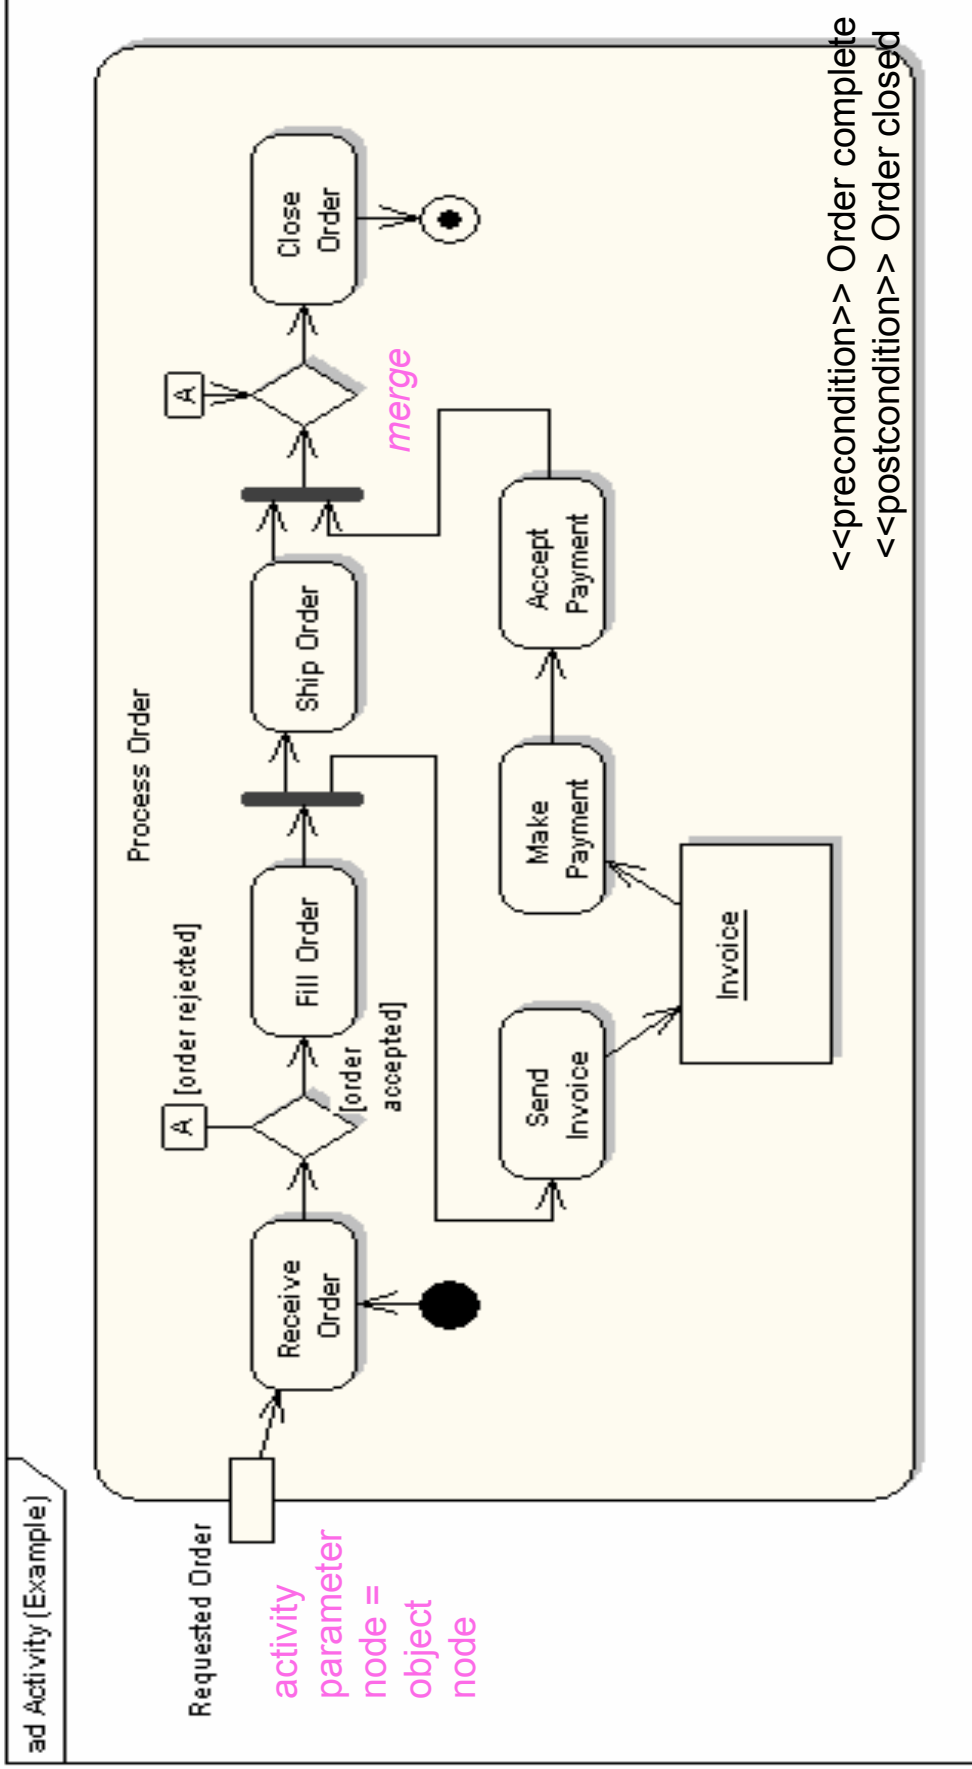 ad Activity (Example)
Process Order
Requested Order
activity
parameter
node =
object
node
Receive
Order
A
[order rejected]
[order
accepted]
Fill Order
Ship Order
A
merge
Close
Order
Send
Invoice
Invoice
Make
Payment
Accept
Payment
<<precondition>> Order complete
<<postcondition>> Order closed